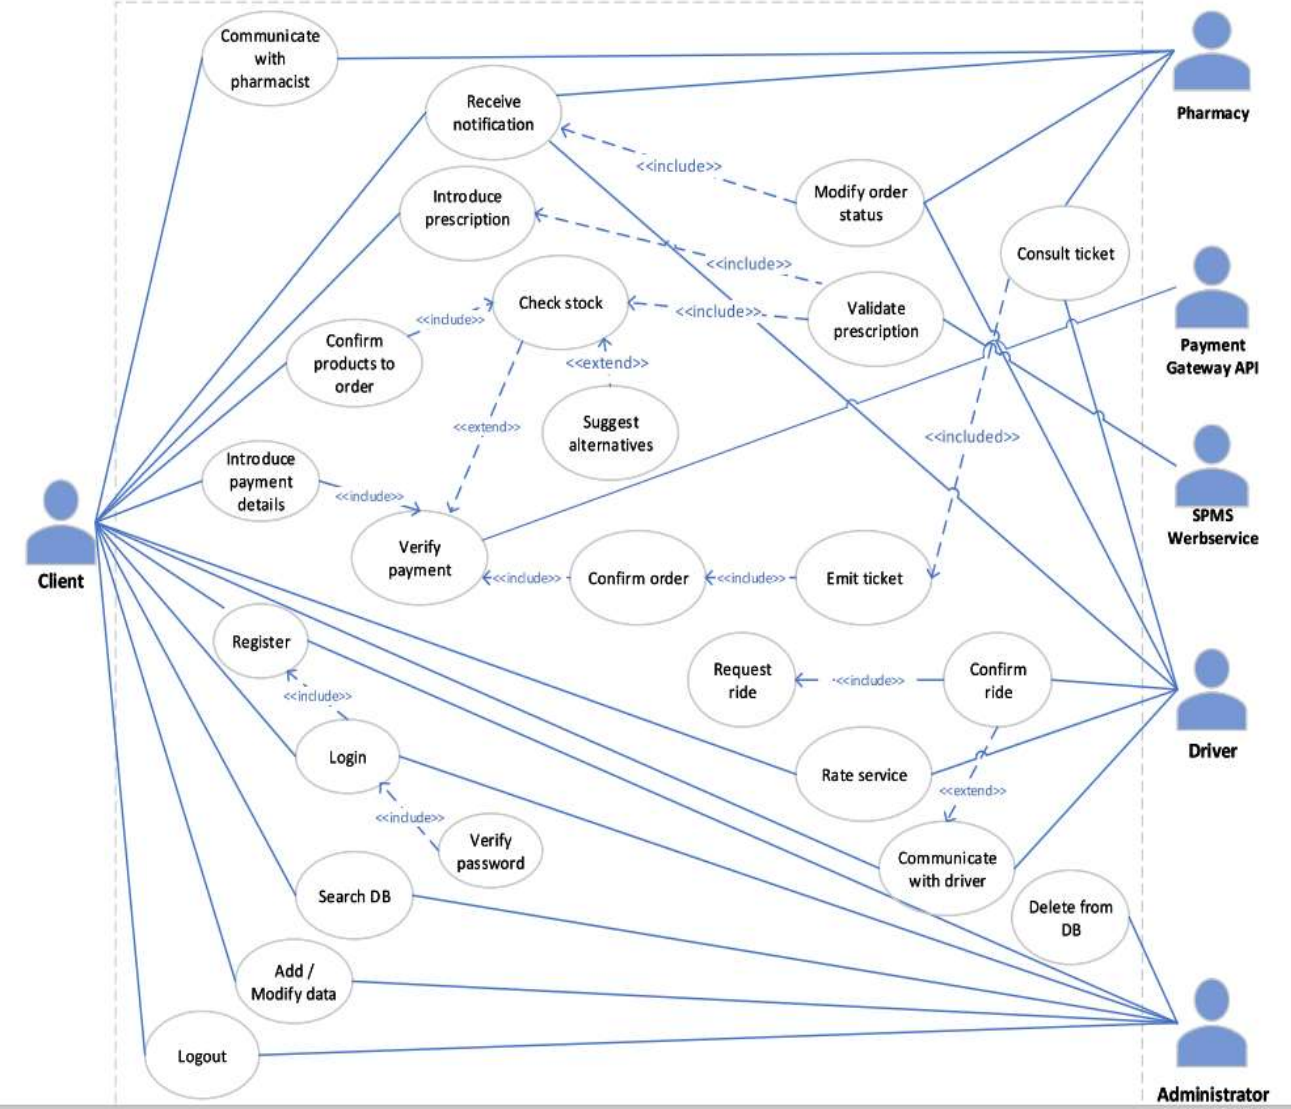 Communicate
with
pharmacist
Pharmacy
Receive
notification
<<include>>
Modify order
status
Introduce
prescription
Consult ticket
<<include>>
Check stock
<<include>>
Validate
prescription
<<include>>
Confirm
products to
order
<<extend>>
Payment
Gateway API
Suggest
alternatives
<<extend>>
<<included>>
Introduce
payment
details
<<include>>
SPMS
Werbservice
Client
Verify
payment
<<include>>
Confirm order
<<include>>
Emit ticket
Register
Request
ride
<<include>>
Confirm
ride
<<include>>
Driver
Login
Rate service
<<extend>>
<<include>>
Verify
password
Communicate
with driver
Search DB
Delete from
DB
Add /
Modify data
Logout
Administrator